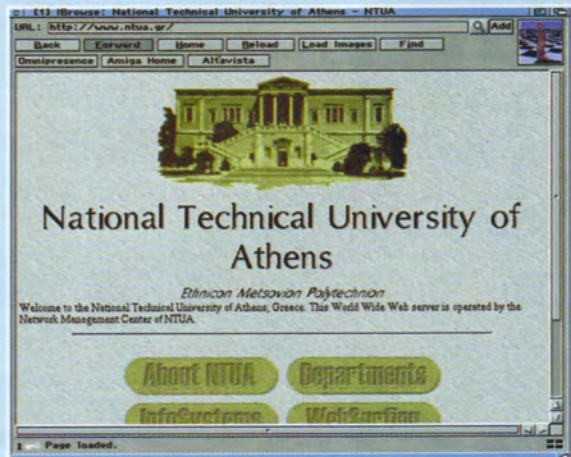 (1) IBrowse: National Technical University of Athens - NTUA
URL: http://www.ntua.gr/ Add
Back Forward Home Reload Load Images Find
Omnipresence Amiga Home Altavista
National Technical University of
Athens
Ethnicon Metsovion Polytechnion
Welcome to the National Technical University of Athens, Greece. This World Wide Web server is operated by the
Network Management Center of NTUA.
About NTUA Departments
InfoSystems WebSurfing
Page loaded.